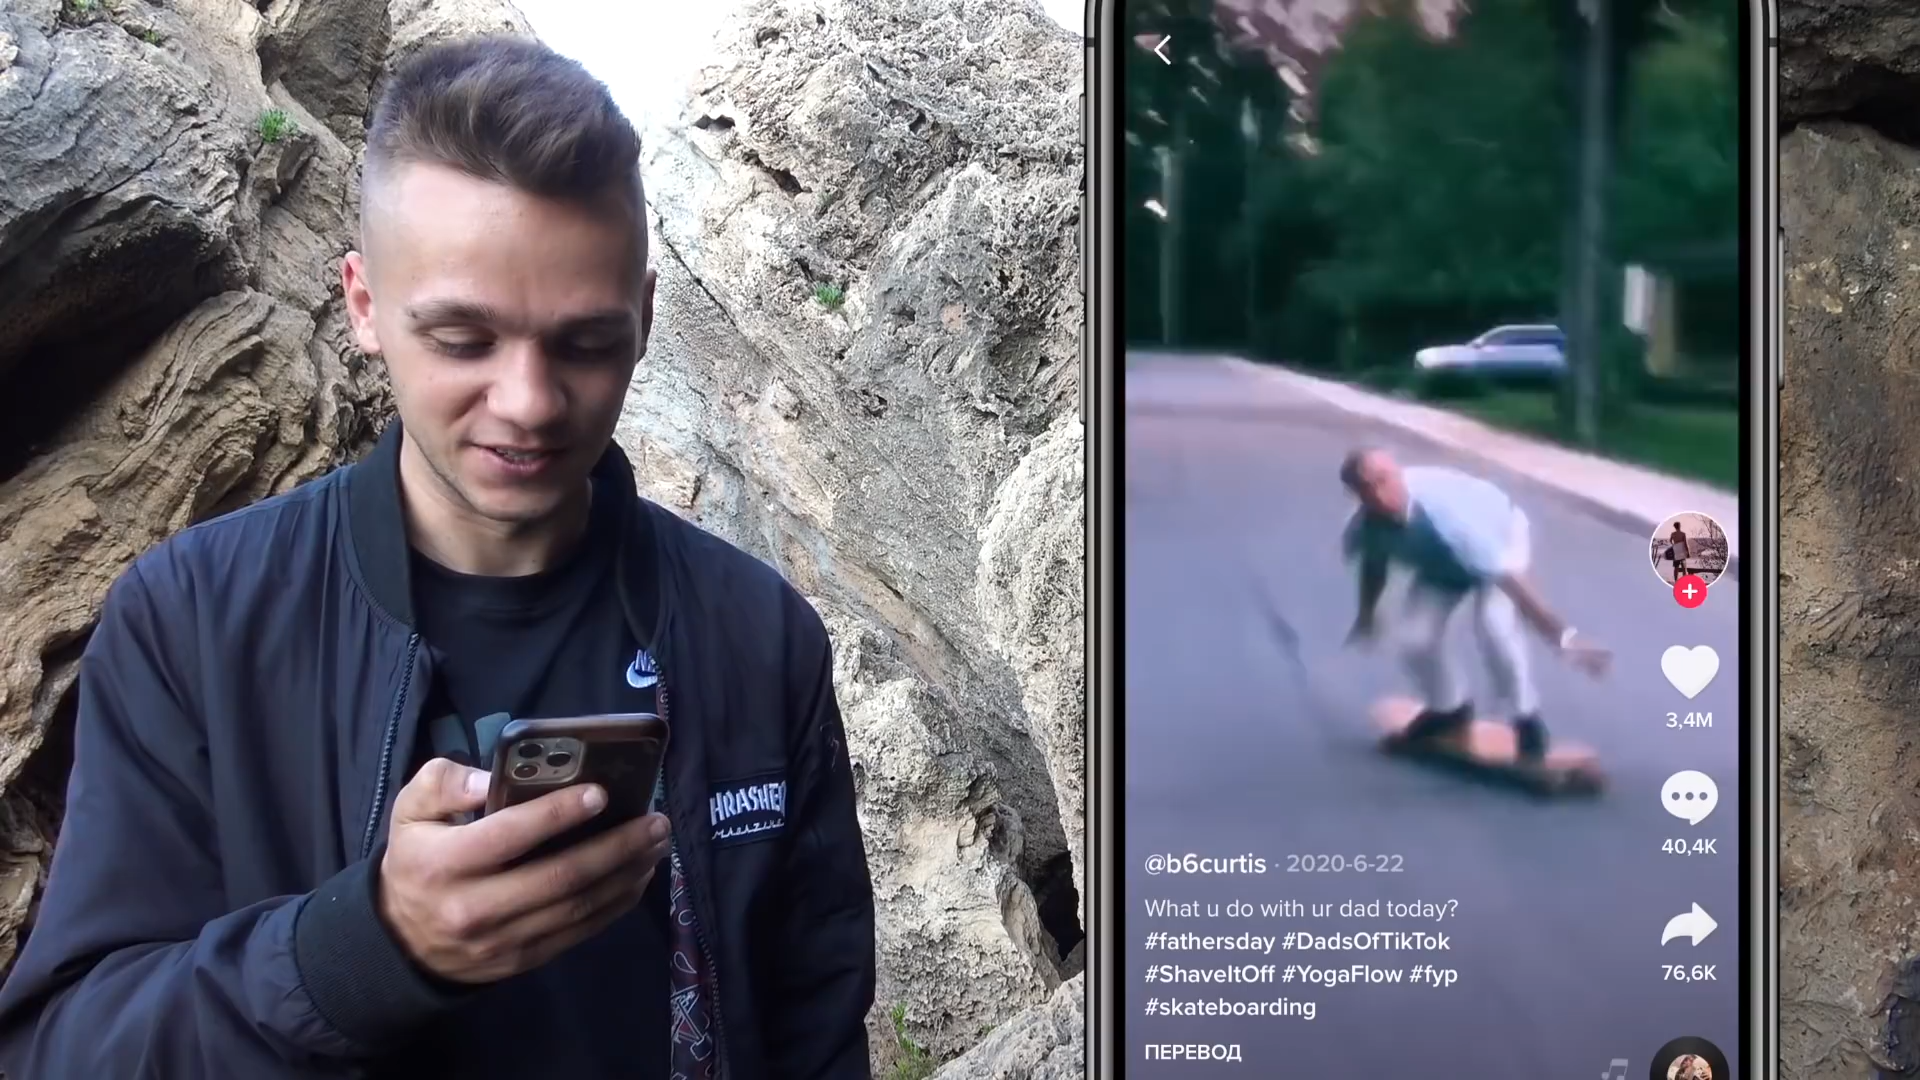 THRASHER
MAGAZINE
3,4M
40,4K
@b6curtis · 2020-6-22
What u do with ur dad today?
#fathersday #DadsOfTikTok
#ShaveItOff #YogaFlow #fyp
#skateboarding
76,6K
ПЕРЕВОД